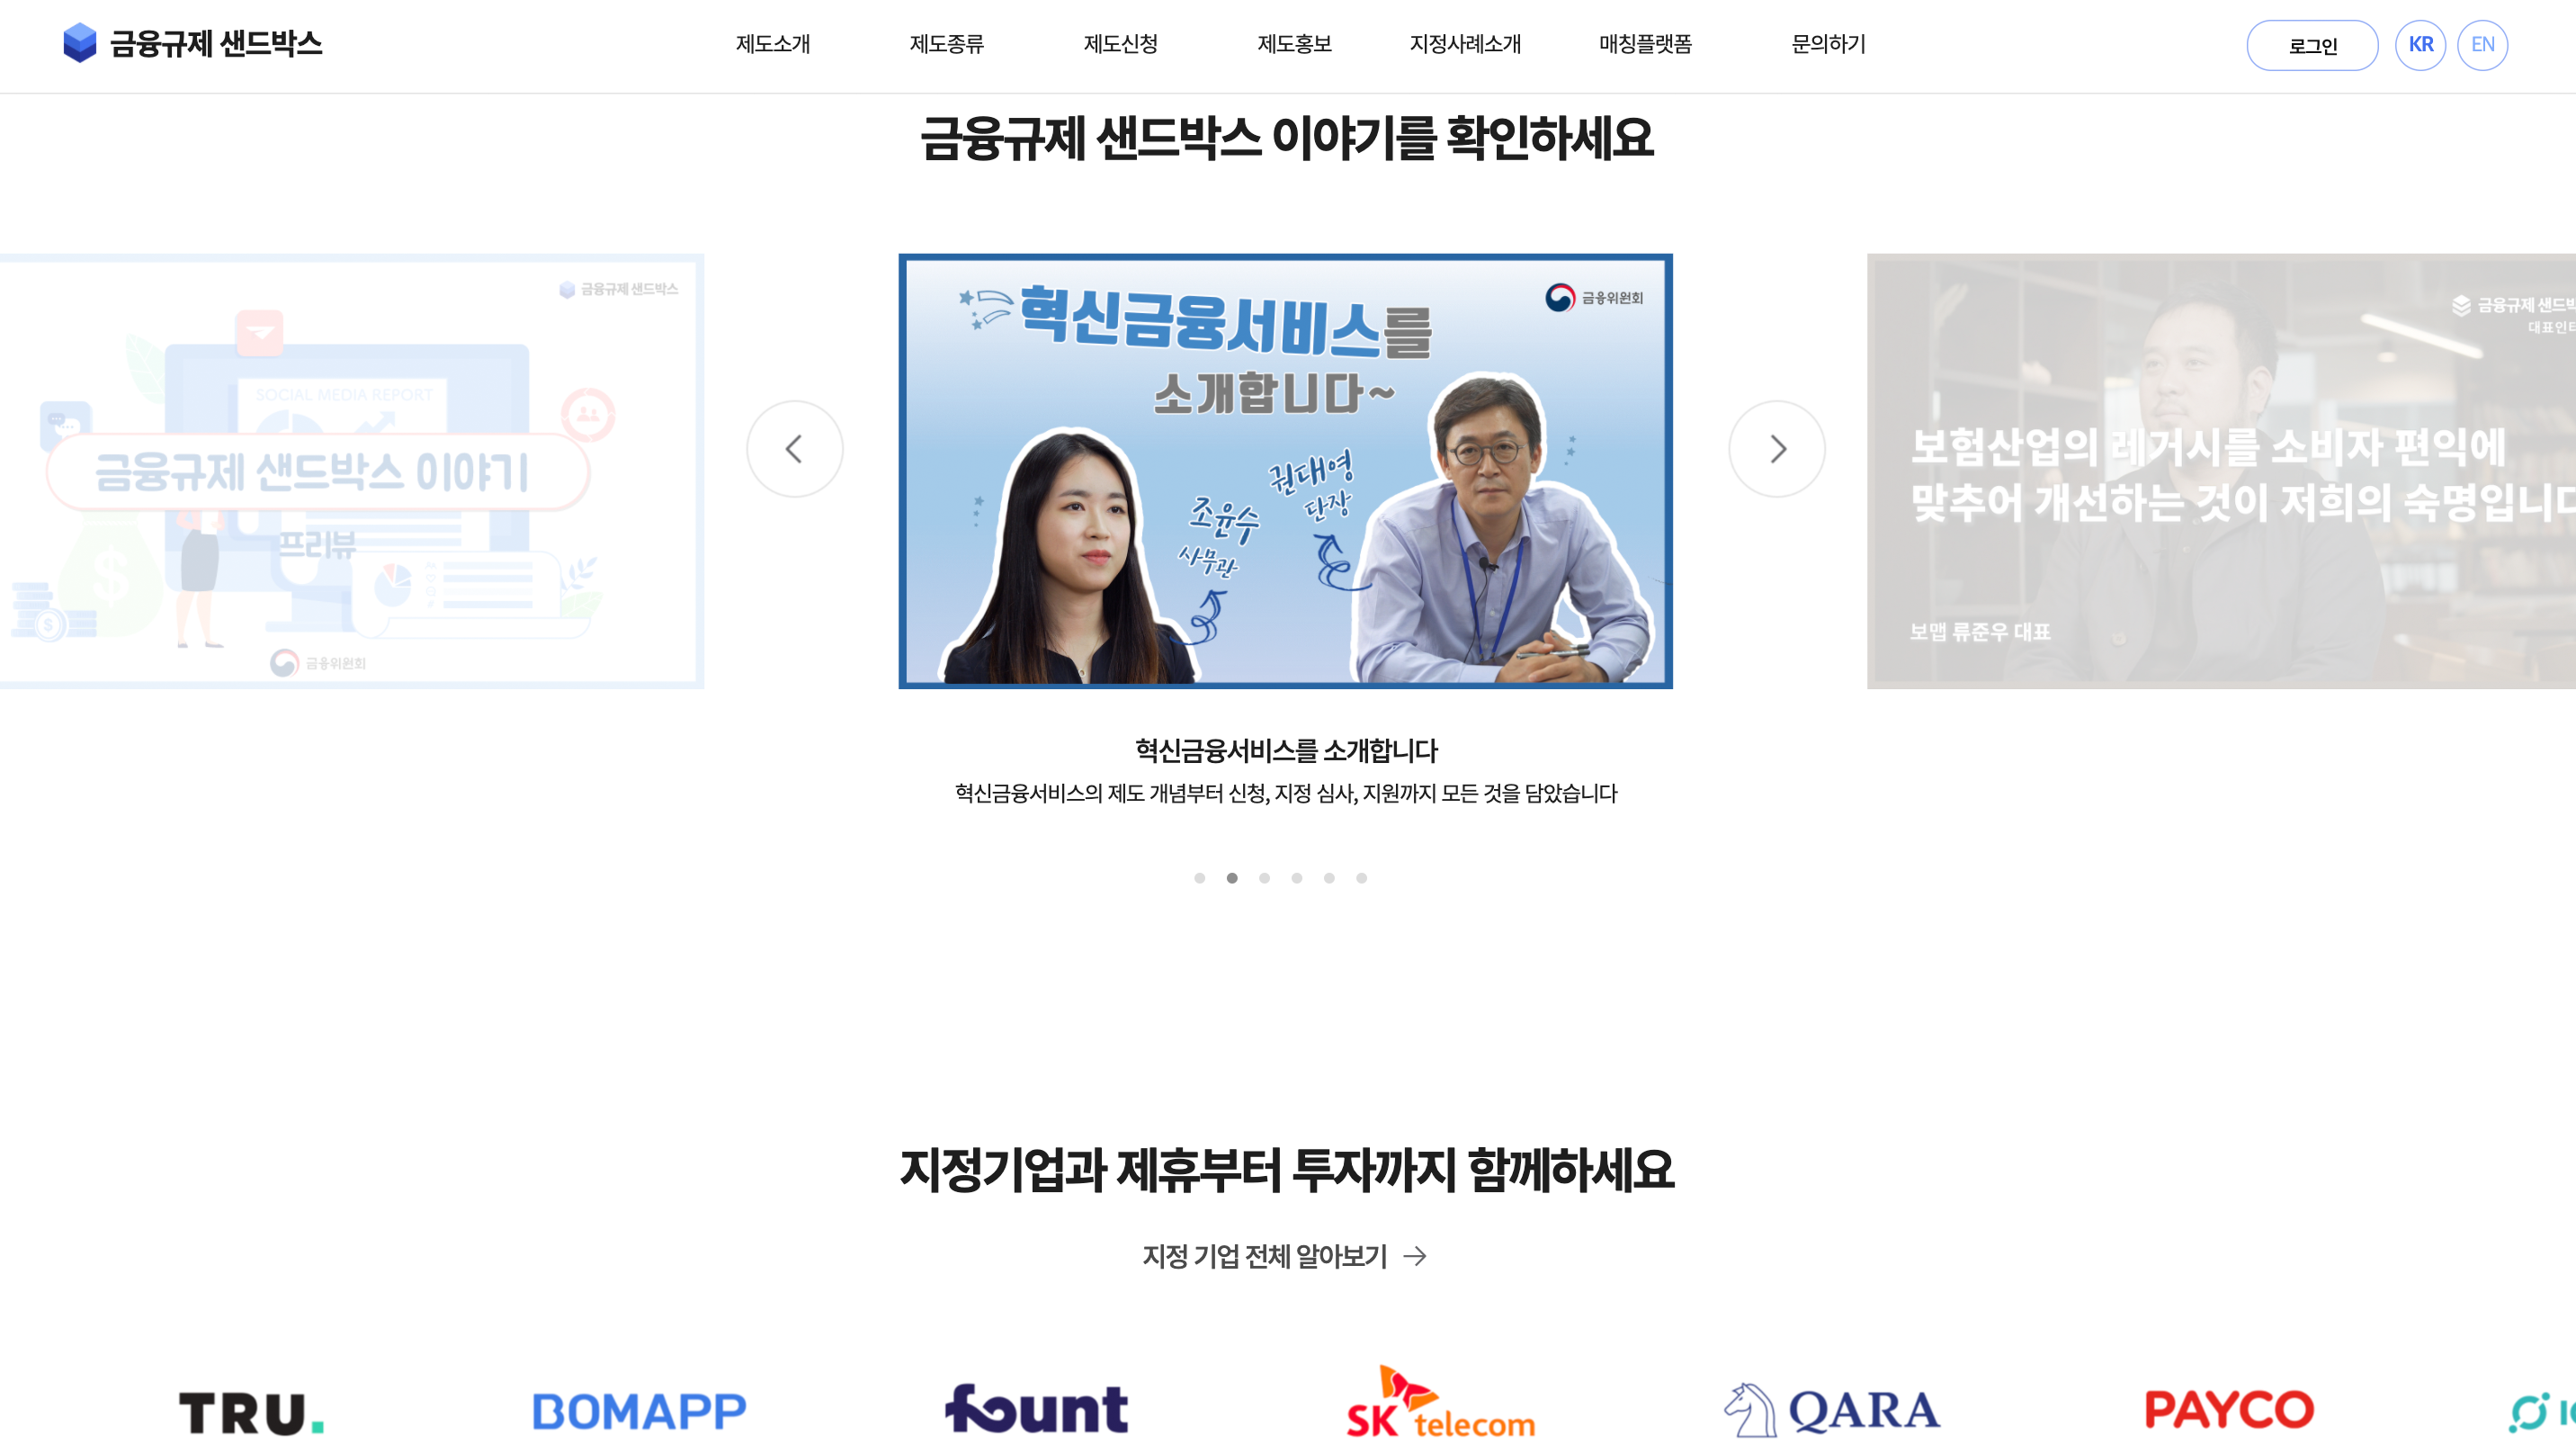 금융규제 샌드박스
제도소개 제도종류 제도신청 제도홍보 지정사례소개 매칭플랫폼 문의하기
로그인 KR EN
금융규제 샌드박스 이야기를 확인하세요
금융규제 샌드박스
SOCIAL MEDIA REPORT
금융규제 샌드박스 이야기
프리뷰
금융위원회
혁신금융서비스를
소개합니다~
금융위원회
권대영
단장
조윤수
사무관
금융규제 샌드
대표인
보험산업의 레거시를 소비자 편익에
맞추어 개선하는 것이 저희의 숙명입니다
보맵 류준우 대표
혁신금융서비스를 소개합니다
혁신금융서비스의 제도 개념부터 신청, 지정 심사, 지원까지 모든 것을 담았습니다
지정기업과 제휴부터 투자까지 함께하세요
지정 기업 전체 알아보기 →
TRU. BOMAPP fount SK telecom QARA PAYCO